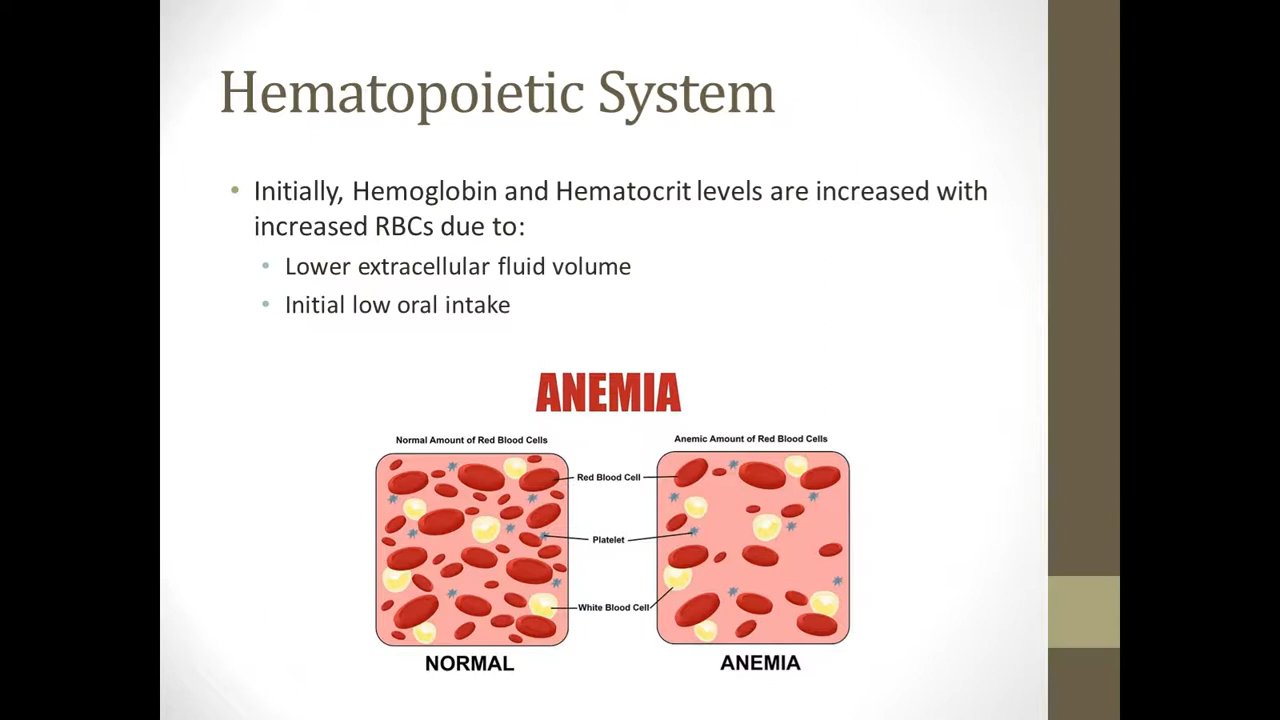 Hematopoietic System
• Initially, Hemoglobin and Hematocrit levels are increased with
increased RBCs due to:
• Lower extracellular fluid volume
• Initial low oral intake
ANEMIA
Normal Amount of Red Blood Cells
Anemic Amount of Red Blood Cells
Red Blood Cell
Platelet
White Blood Cell
NORMAL
ANEMIA